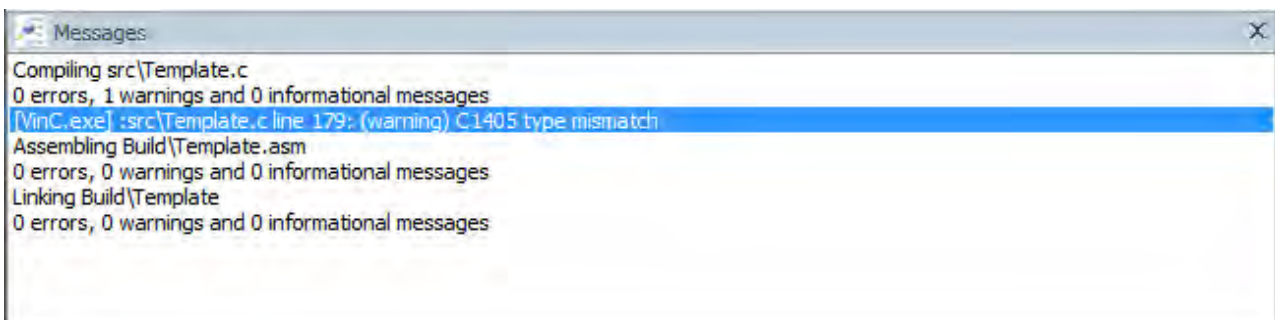 Messages
Compiling src\Template.c
0 errors, 1 warnings and 0 informational messages
[VinC.exe] :src\Template.c line 179: (warning) C1405 type mismatch
Assembling Build\Template.asm
0 errors, 0 warnings and 0 informational messages
Linking Build\Template
0 errors, 0 warnings and 0 informational messages